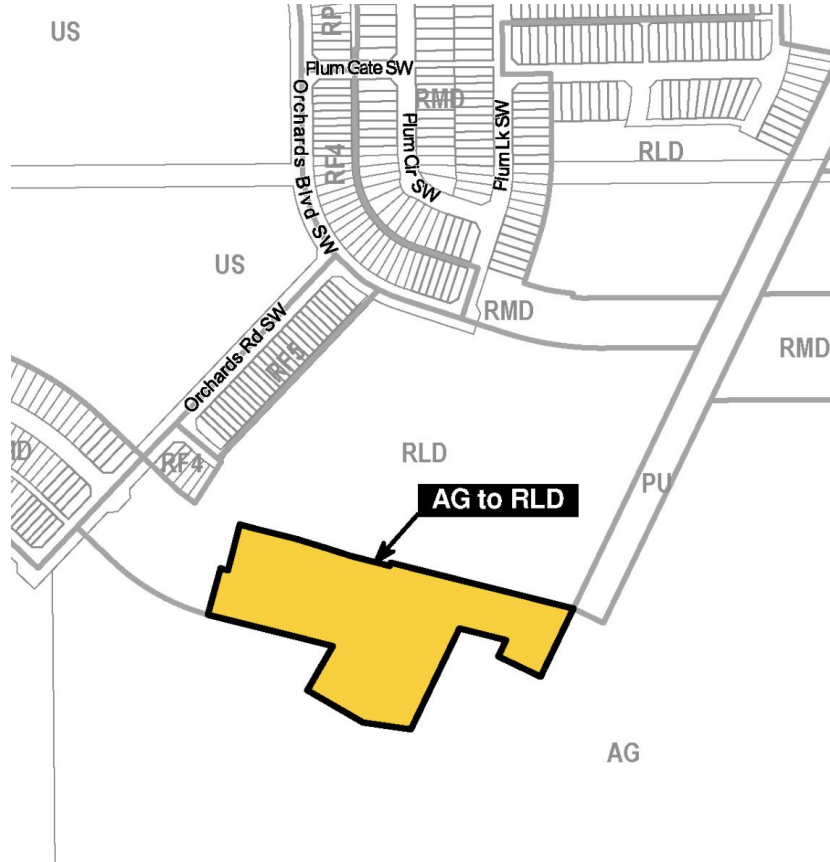 US
RP
Plum Gate SW
RMD
Orchards Blvd SW
RF4
Plum Cir SW
Plum Lk SW
RLD
US
RMD
RMD
Orchards Rd SW
RF5
RLD
RF4
AG to RLD
PU
AG